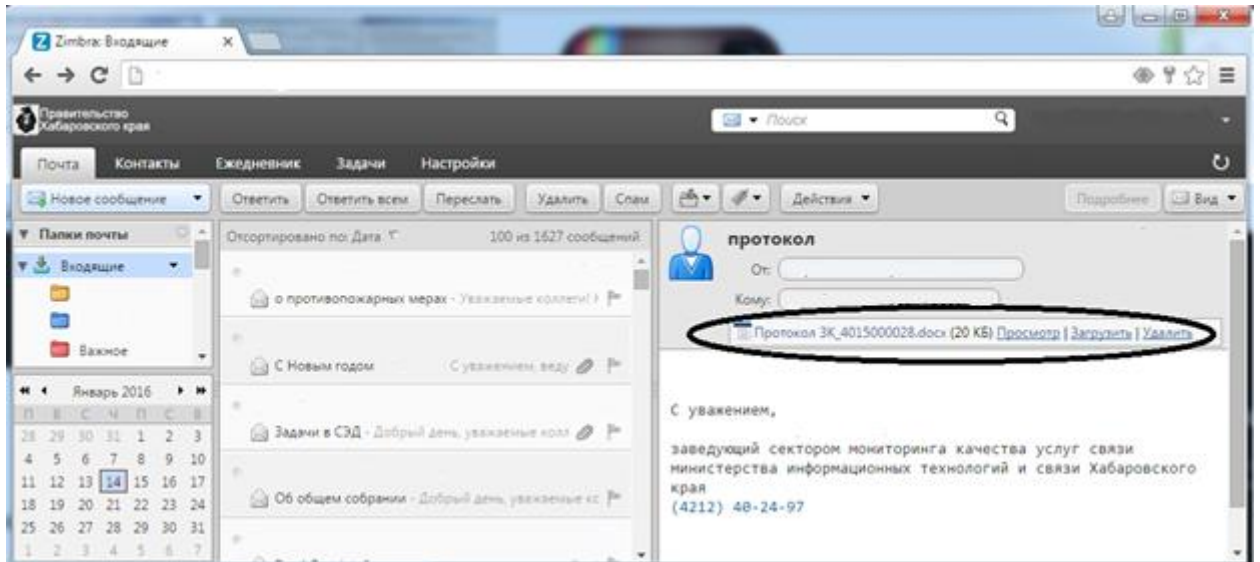 Zimbra: Входящие
Правительство
Хабаровского края
Поиск
Почта Контакты Ежедневник Задачи Настройки
Новое сообщение Ответить Ответить всем Переслать Удалить Спам Действия Подробнее Вид
Папки почты
Входящие
Важное
Январь 2016
П В С Ч П С В
28 29 30 31 1 2 3
4 5 6 7 8 9 10
11 12 13 14 15 16 17
18 19 20 21 22 23 24
25 26 27 28 29 30 31
1 2 3 4 5 6 7
Отсортировано по: Дата 100 из 1627 сообщений
о противопожарных мерах - Уважаемые коллеги!
С Новым годом С уважением, веду
Задачи в СЭД - Добрый день, уважаемые колл
Об общем собрании - Добрый день, уважаемые кс
протокол
От:
Кому:
Протокол ЗК_4015000028.docx (20 КБ) Просмотр | Загрузить | Удалить
С уважением,
заведующий сектором мониторинга качества услуг связи
министерства информационных технологий и связи Хабаровского
края
(4212) 40-24-97